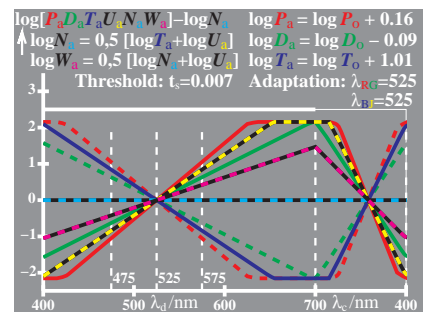 log[PₐDₐTₐUₐNₐWₐ]–logNₐ logPₐ= logPₒ + 0.16
logNₐ = 0,5 [logTₐ+logUₐ] logDₐ= logDₒ – 0.09
logWₐ = 0,5 [logNₐ+logUₐ] logTₐ = logTₒ + 1.01
Threshold: tₛ=0.007 Adaptation: λRG=525
λBJ=525
3
2
1
0
−1
−2
475 525 575
400 500 λd/nm 600 700 λc/nm 400